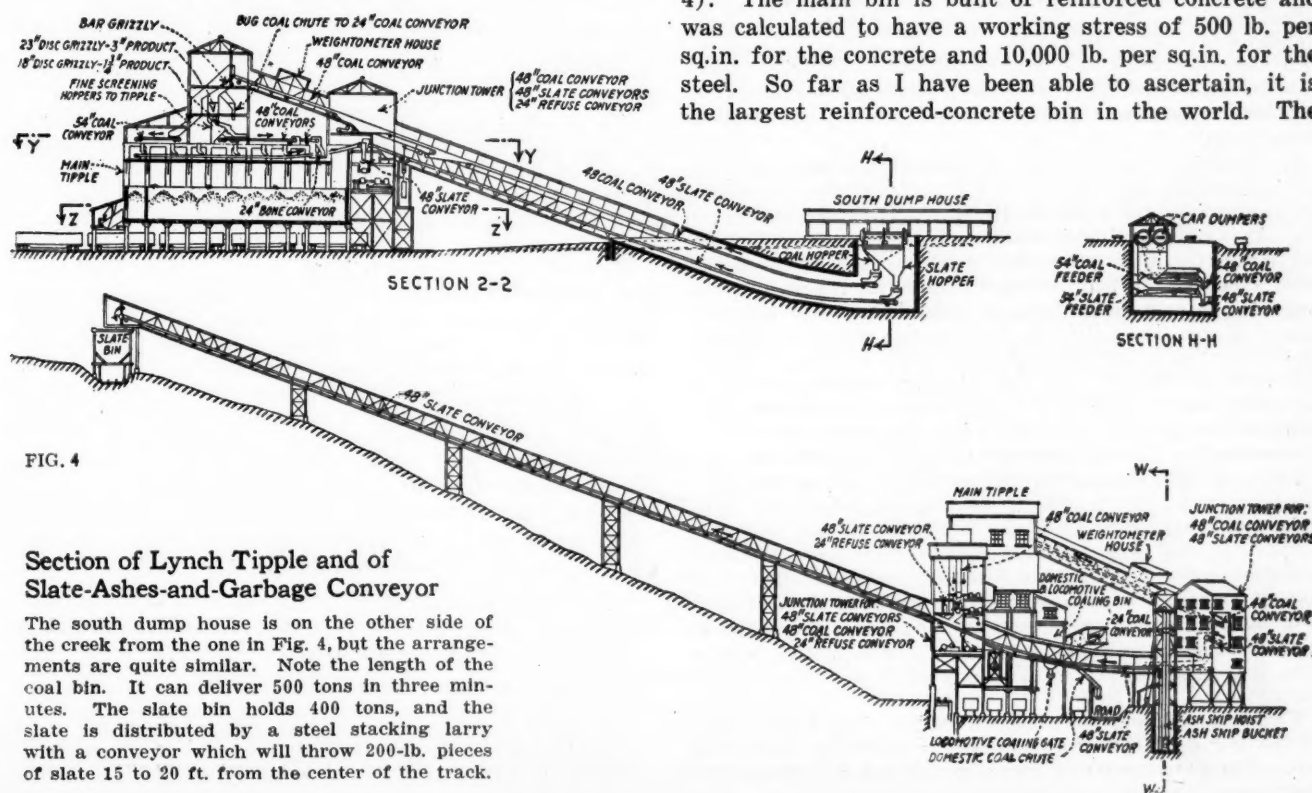 4). The main bin is built of reinforced concrete and
was calculated to have a working stress of 500 lb. per
sq.in. for the concrete and 10,000 lb. per sq.in. for the
steel. So far as I have been able to ascertain, it is
the largest reinforced-concrete bin in the world. The
BAR GRIZZLY
BUG COAL CHUTE TO 24" COAL CONVEYOR
23" DISC GRIZZLY-3" PRODUCT
WEIGHTOMETER HOUSE
18" DISC GRIZZLY-1¼" PRODUCT
48" COAL CONVEYOR
FINE SCREENING
HOPPERS TO TIPPLE
JUNCTION TOWER
48" COAL CONVEYOR
48" SLATE CONVEYORS
24" REFUSE CONVEYOR
54" COAL
CONVEYOR
48" COAL
CONVEYORS
Y
Y
MAIN
TIPPLE
Z
Z
24" BONE CONVEYOR
48" SLATE
CONVEYOR
48 COAL CONVEYOR
48" SLATE CONVEYOR
H
SOUTH DUMP HOUSE
COAL HOPPER
SLATE
HOPPER
H
SECTION 2-2
CAR DUMPERS
54" COAL
FEEDER
48" COAL
CONVEYOR
54" SLATE
FEEDER
48" SLATE
CONVEYOR
SECTION H-H
SLATE
BIN
48" SLATE CONVEYOR
FIG. 4
W
MAIN TIPPLE
48" SLATE CONVEYOR
24" REFUSE CONVEYOR
48" COAL CONVEYOR
WEIGHTOMETER
HOUSE
JUNCTION TOWER FOR:
48" COAL CONVEYOR
48" SLATE CONVEYORS
DOMESTIC
& LOCOMOTIVE
COALING BIN
24" COAL
CONVEYOR
48" COAL
CONVEYOR
48" SLATE
CONVEYOR
JUNCTION TOWER FOR:
48" SLATE CONVEYORS
48" COAL CONVEYOR
24" REFUSE CONVEYOR
ROAD
LOCOMOTIVE COALING GATE
DOMESTIC COAL CHUTE
48" SLATE
CONVEYOR
ASH SKIP HOIST
ASH SKIP BUCKET
W
Section of Lynch Tipple and of
Slate-Ashes-and-Garbage Conveyor
The south dump house is on the other side of
the creek from the one in Fig. 4, but the arrange-
ments are quite similar. Note the length of the
coal bin. It can deliver 500 tons in three min-
utes. The slate bin holds 400 tons, and the
slate is distributed by a steel stacking larry
with a conveyor which will throw 200-lb. pieces
of slate 15 to 20 ft. from the center of the track.